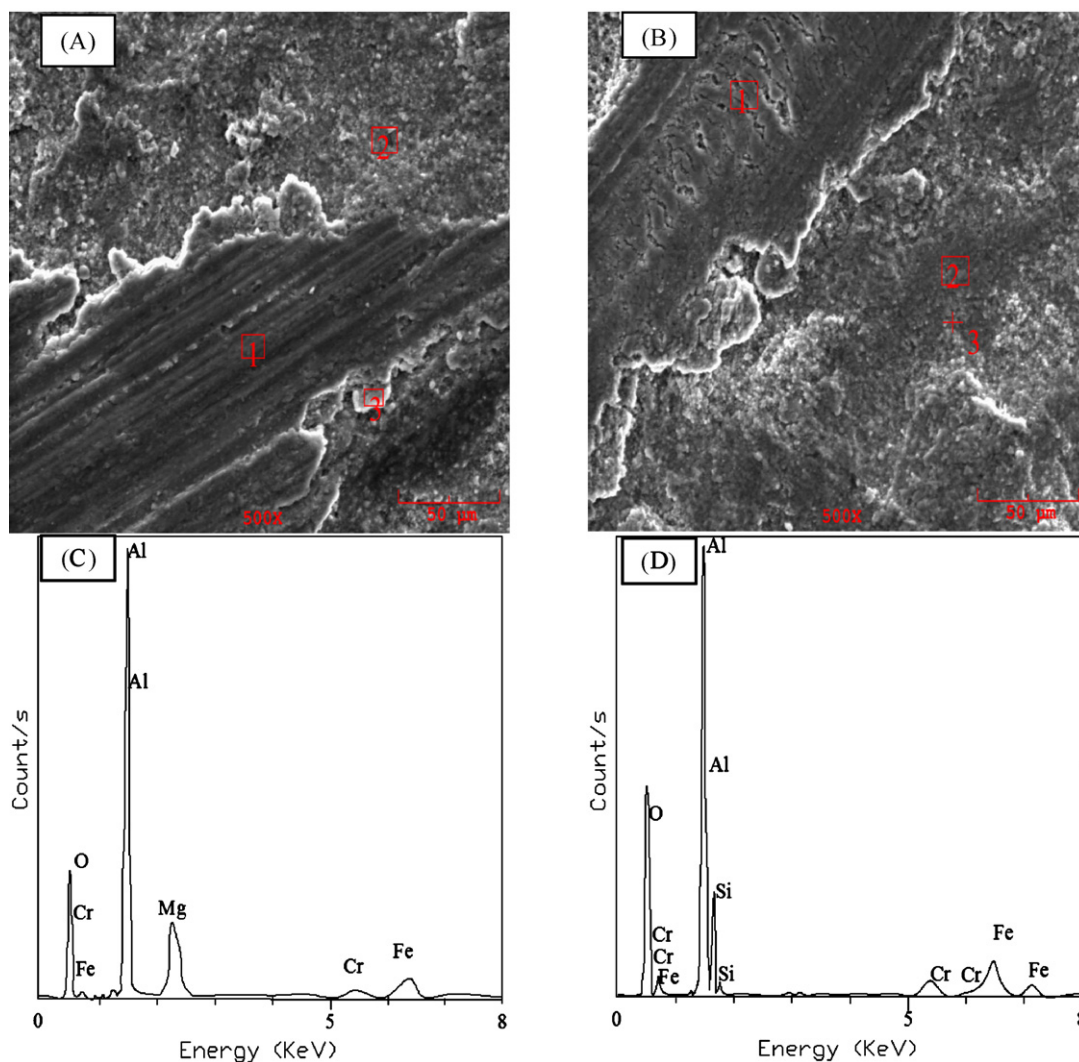 (A)
2
1
3
500X
50 µm
(B)
1
2
3
500X
50 µm
(C)
Al
Al
O
Cr
Mg
Fe
Cr
Fe
Count/s
0
5
8
Energy (KeV)
(D)
Al
Al
O
Si
Cr
Cr
Fe
Si
Fe
Cr
Cr
Fe
Count/s
0
5
8
Energy (KeV)